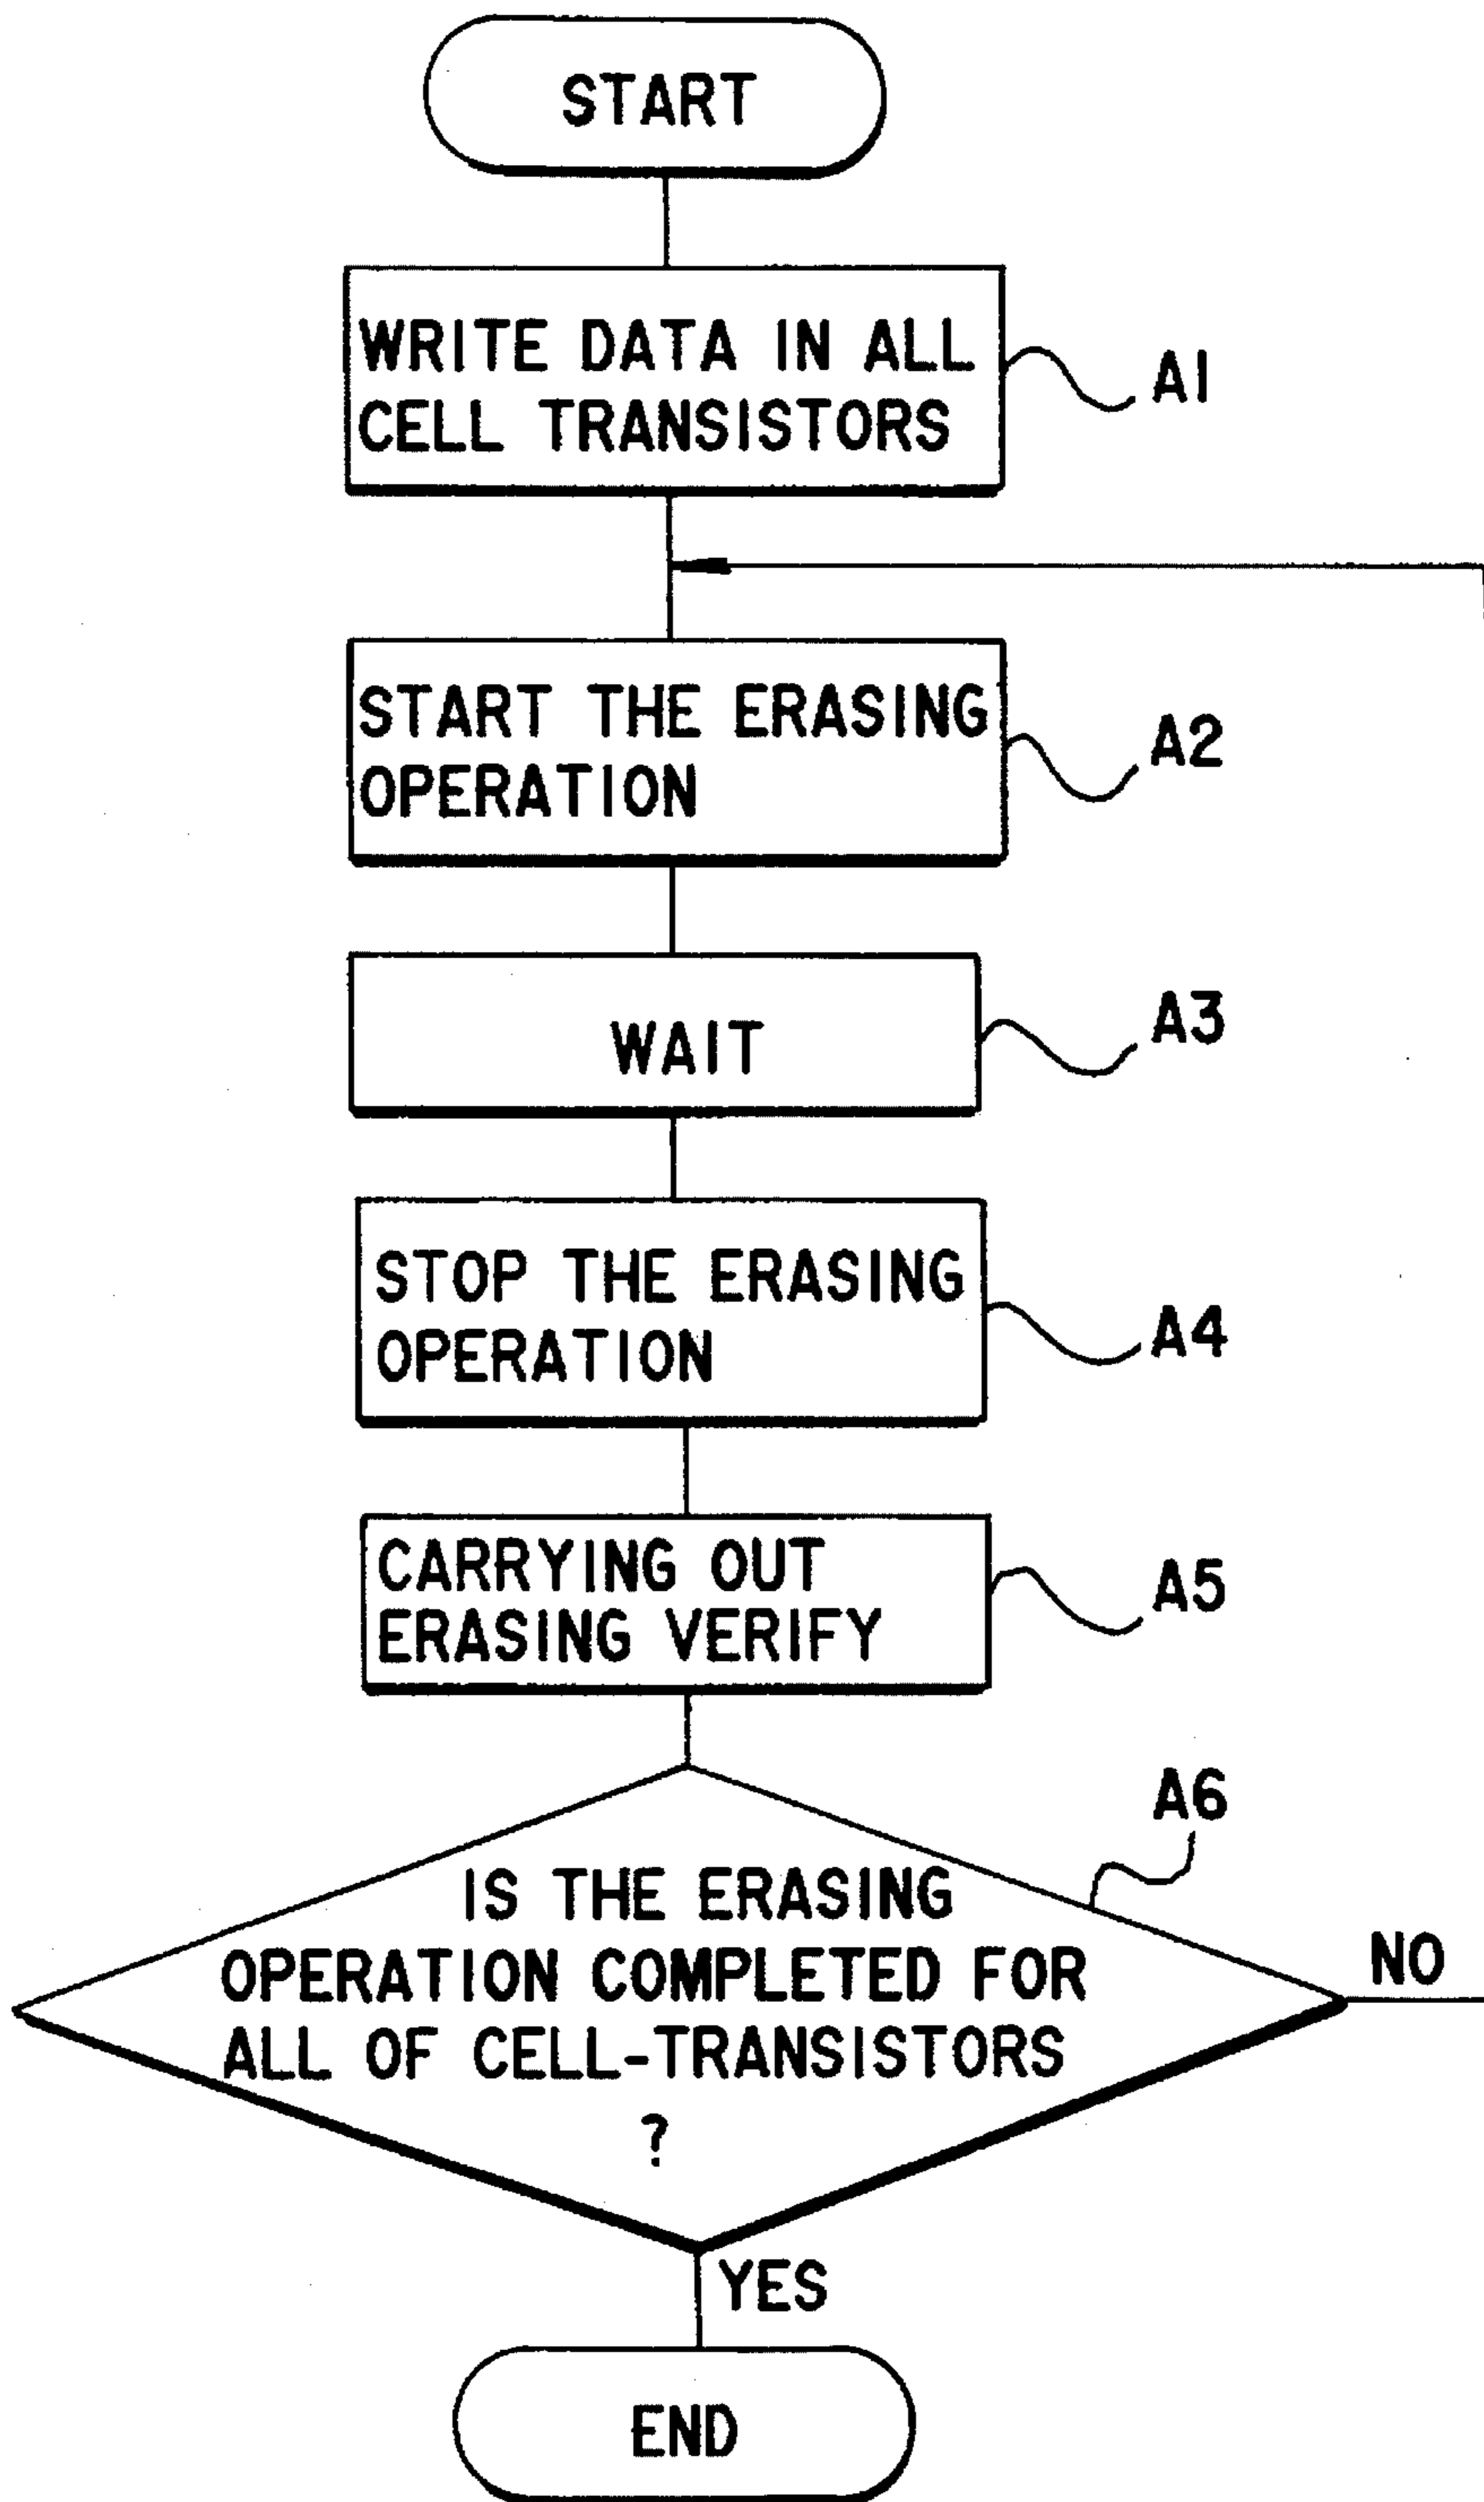 START
WRITE DATA IN ALL
CELL TRANSISTORS
A1
START THE ERASING
OPERATION
A2
WAIT
A3
STOP THE ERASING
OPERATION
A4
CARRYING OUT
ERASING VERIFY
A5
A6
IS THE ERASING
OPERATION COMPLETED FOR
ALL OF CELL-TRANSISTORS
?
NO
YES
END